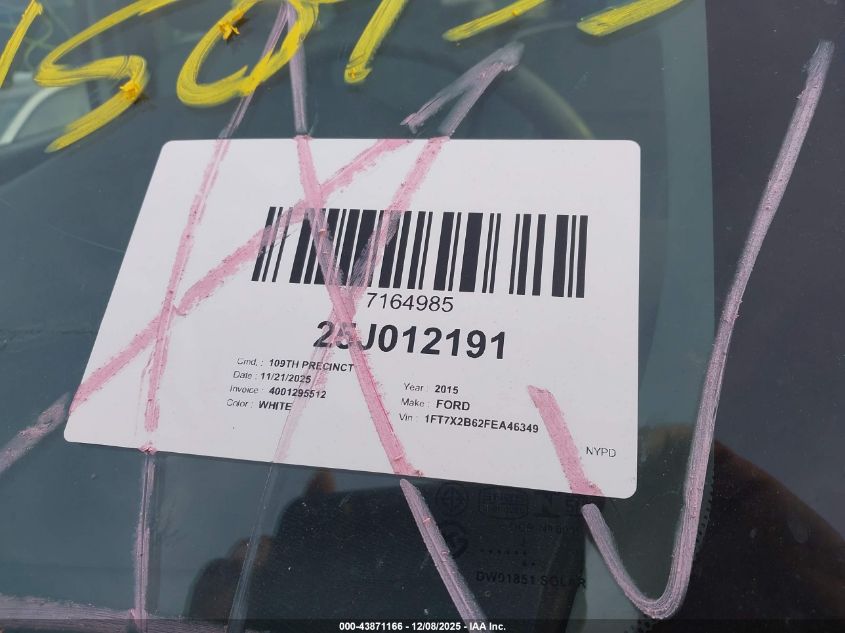 7164985
25J012191
Cmd. : 109TH PRECINCT
Date : 11/21/2025
Invoice : 4001295512
Color : WHITE
Year : 2015
Make : FORD
Vin : 1FT7X2B62FEA46349
NYPD
DW01851 SOLAR
000-43871166 - 12/08/2025 - IAA Inc.